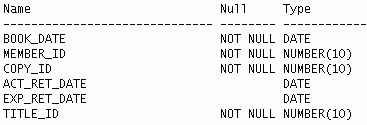 Name                            Null     Type
------------------------------- -------- ------------
BOOK_DATE                       NOT NULL DATE
MEMBER_ID                       NOT NULL NUMBER(10)
COPY_ID                         NOT NULL NUMBER(10)
ACT_RET_DATE                             DATE
EXP_RET_DATE                             DATE
TITLE_ID                        NOT NULL NUMBER(10)